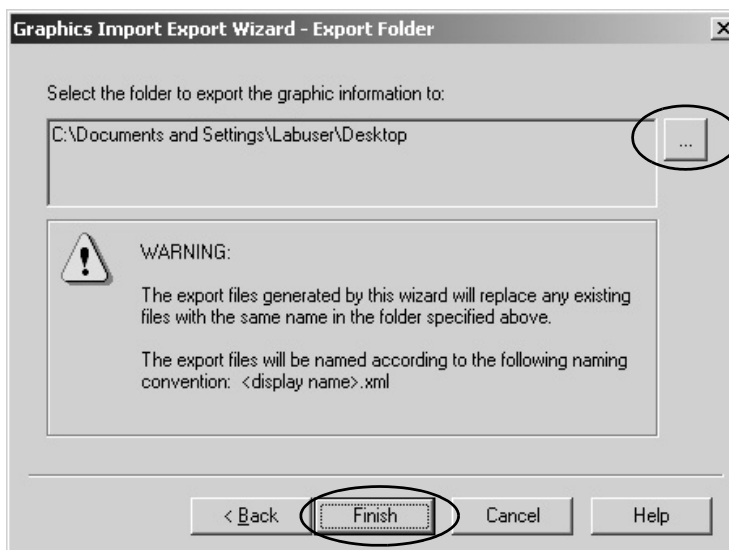 Graphics Import Export Wizard - Export Folder
Select the folder to export the graphic information to:
C:\Documents and Settings\Labuser\Desktop
...
WARNING:
The export files generated by this wizard will replace any existing
files with the same name in the folder specified above.
The export files will be named according to the following naming
convention: <display name>.xml
< Back Finish Cancel Help